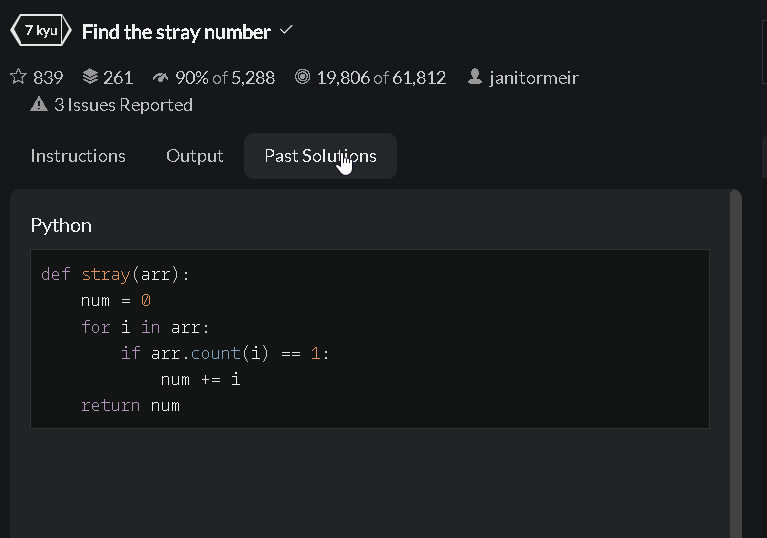 7 kyu Find the stray number
839 261 90% of 5,288 19,806 of 61,812 janitormeir
3 Issues Reported
Instructions Output Past Solutions
Python
def stray(arr):
    num = 0
    for i in arr:
        if arr.count(i) == 1:
            num += i
    return num